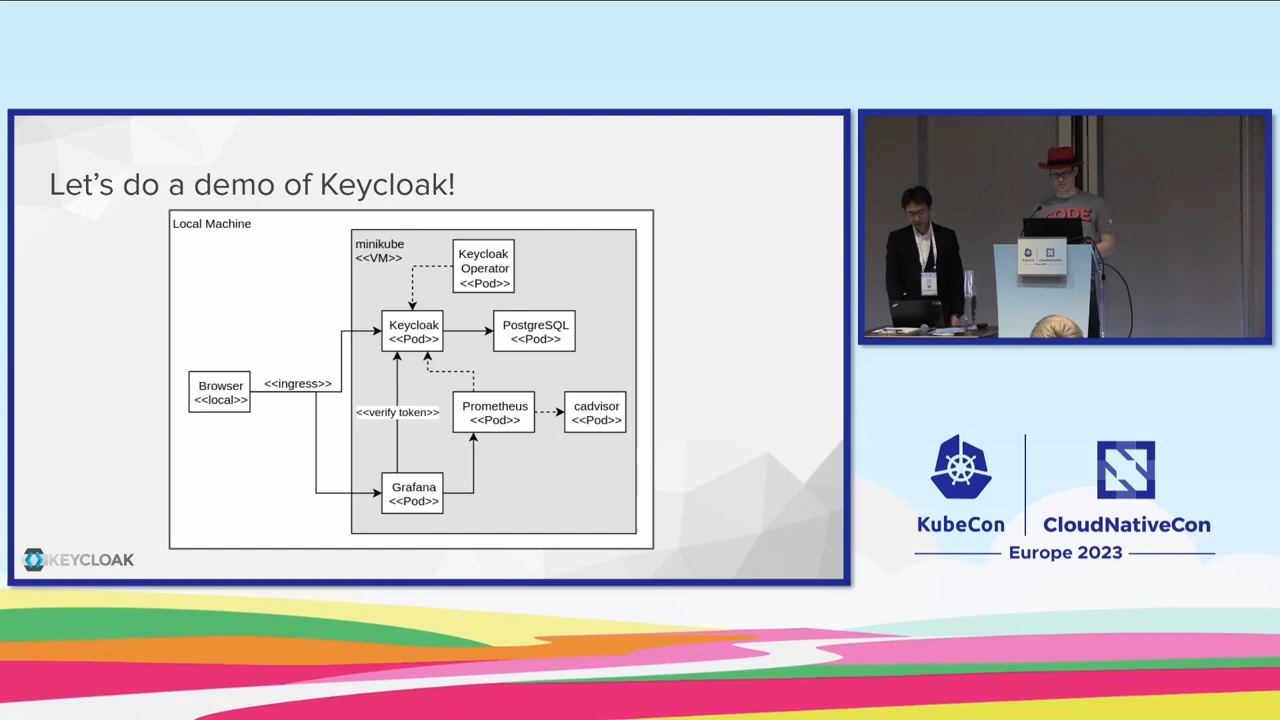 Let's do a demo of Keycloak!
Local Machine
minikube
<<VM>>
Keycloak
Operator
<<Pod>>
Keycloak
<<Pod>>
PostgreSQL
<<Pod>>
Browser
<<local>>
<<ingress>>
<<verify token>>
Prometheus
<<Pod>>
cadvisor
<<Pod>>
Grafana
<<Pod>>
KEYCLOAK
CODE
KubeCon
CloudNativeCon
Europe 2023